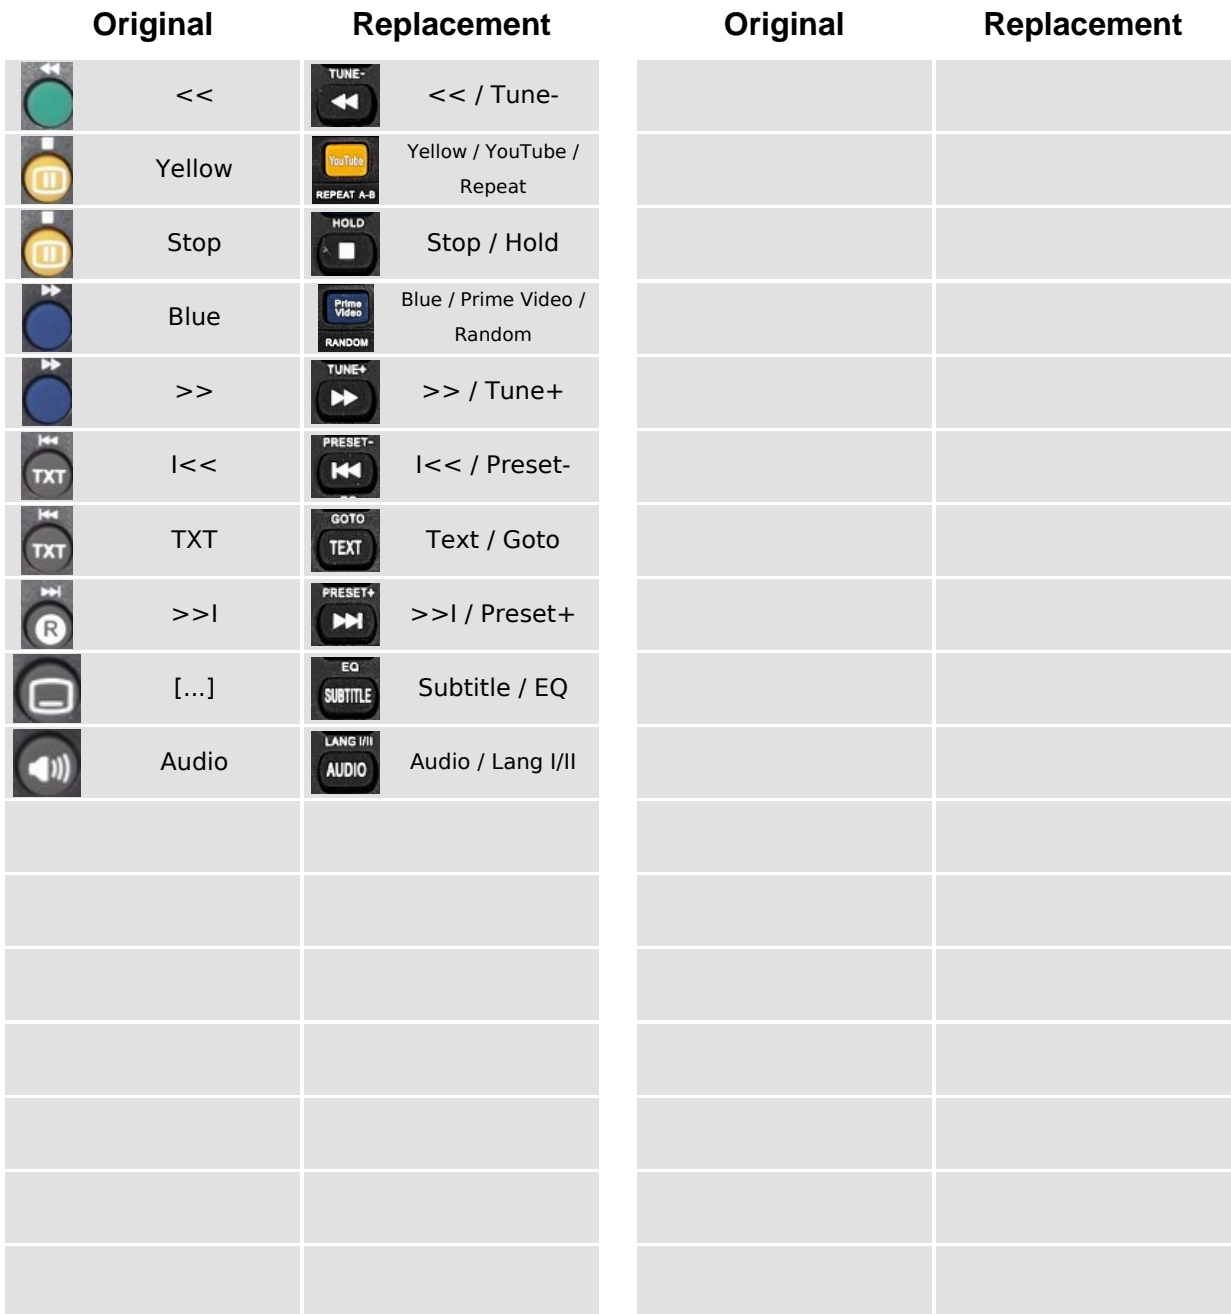 Original Replacement Original Replacement
<< TUNE- << / Tune-
Yellow YouTube REPEAT A-B Yellow / YouTube /
Repeat
Stop HOLD Stop / Hold
Blue Prime Video RANDOM Blue / Prime Video /
Random
>> TUNE+ >> / Tune+
TXT I<< PRESET- I<< / Preset-
TXT TXT GOTO TEXT Text / Goto
R >>I PRESET+ >>I / Preset+
[...] EQ SUBTITLE Subtitle / EQ
Audio LANG I/II AUDIO Audio / Lang I/II